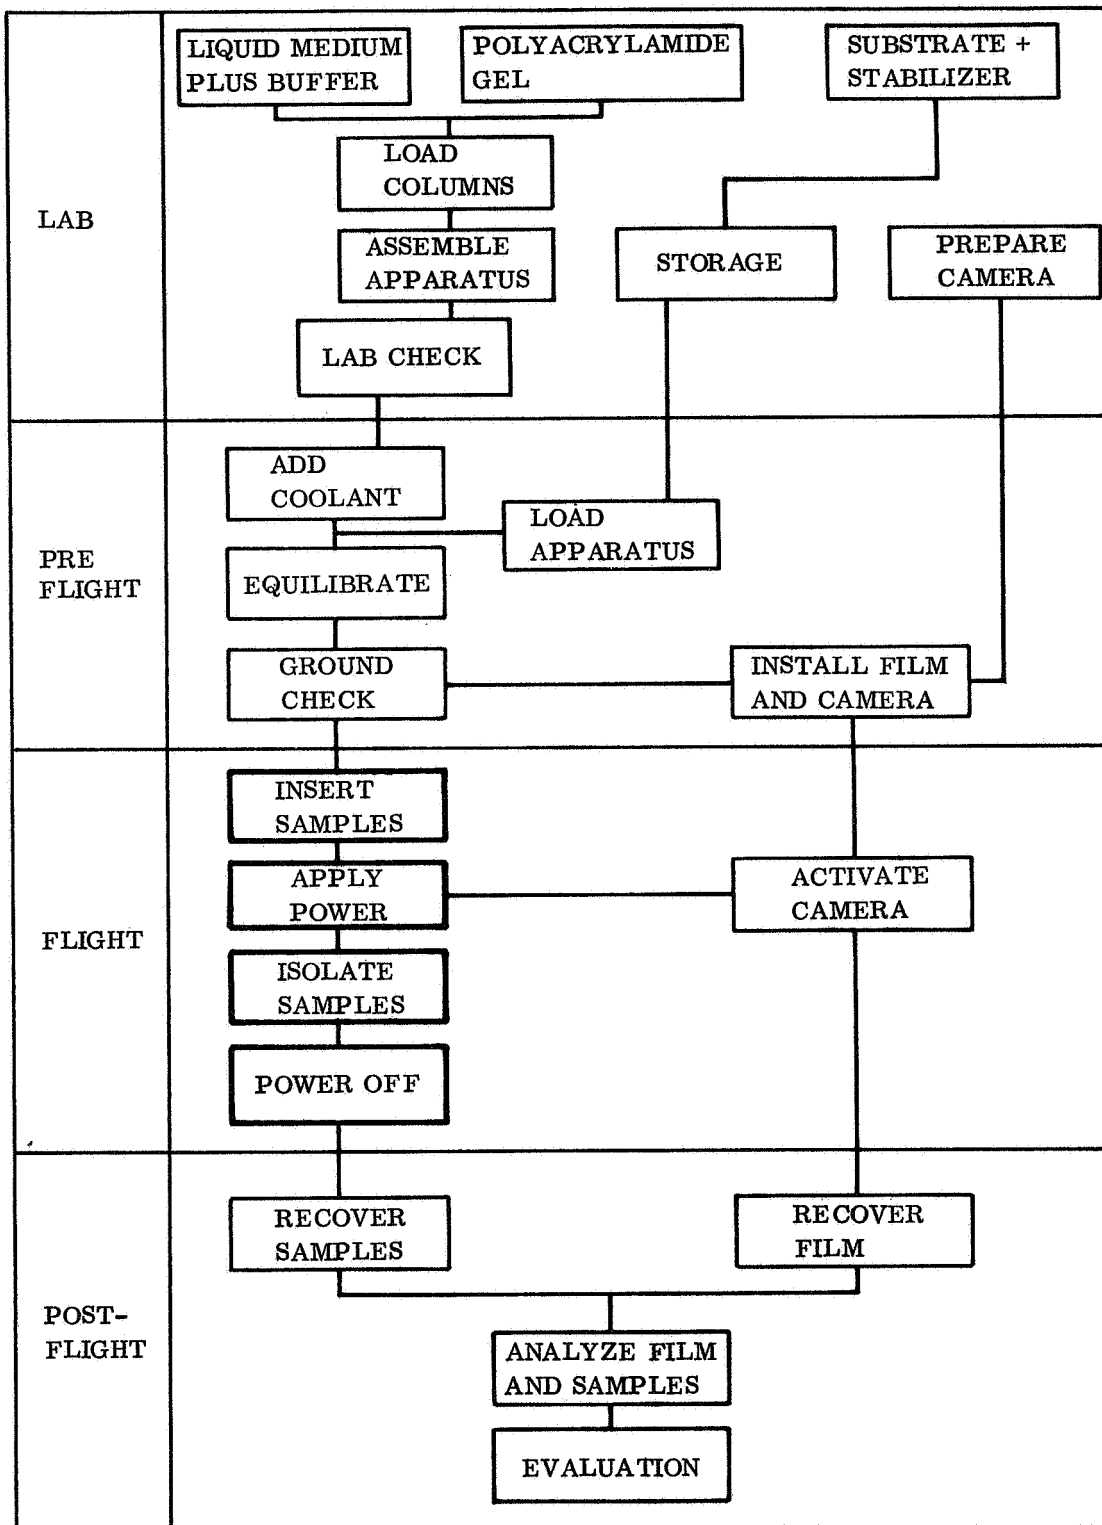 LAB
LIQUID MEDIUM
PLUS BUFFER
POLYACRYLAMIDE
GEL
SUBSTRATE +
STABILIZER
LOAD
COLUMNS
ASSEMBLE
APPARATUS
STORAGE
PREPARE
CAMERA
LAB CHECK
PRE
FLIGHT
ADD
COOLANT
LOAD
APPARATUS
EQUILIBRATE
GROUND
CHECK
INSTALL FILM
AND CAMERA
FLIGHT
INSERT
SAMPLES
APPLY
POWER
ACTIVATE
CAMERA
ISOLATE
SAMPLES
POWER OFF
POST-
FLIGHT
RECOVER
SAMPLES
RECOVER
FILM
ANALYZE FILM
AND SAMPLES
EVALUATION